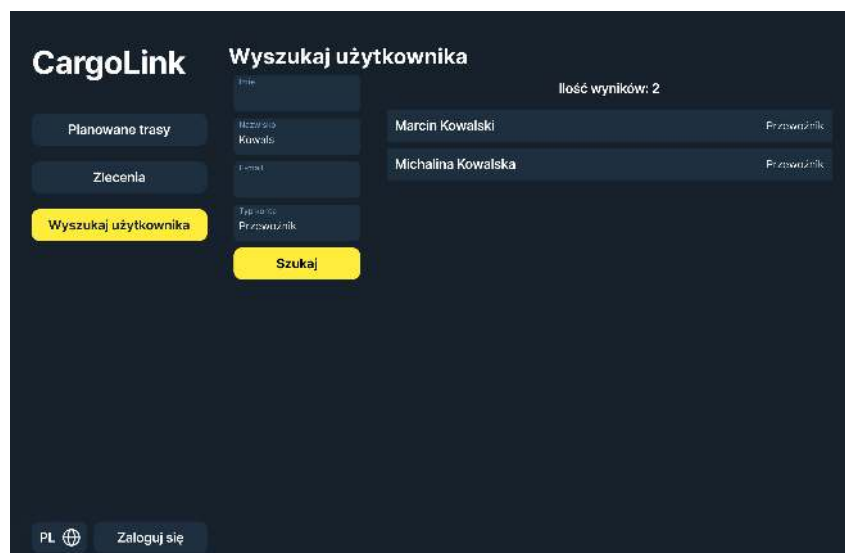 CargoLink
Planowane trasy
Zlecenia
Wyszukaj użytkownika
PL
Zaloguj się
Wyszukaj użytkownika
Imię
Nazwisko
Kowals
E-mail
Typ konta
Przewoźnik
Szukaj
Ilość wyników: 2
Marcin Kowalski Przewoźnik
Michalina Kowalska Przewoźnik